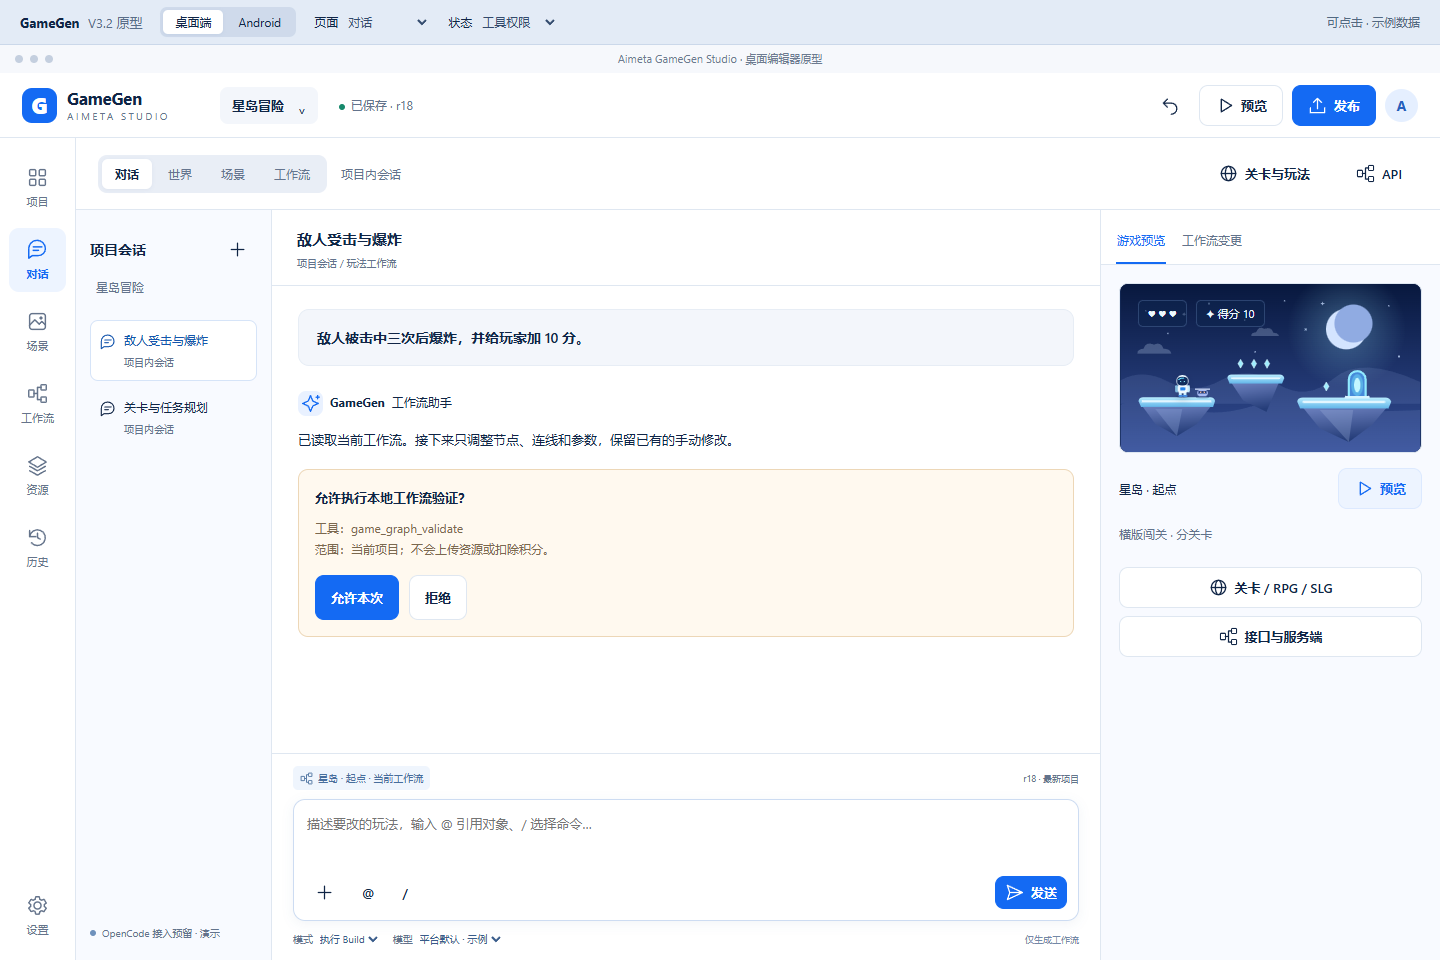 GameGen V3.2 原型 桌面端 Android 页面 对话 状态 工具权限 可点击 · 示例数据
Aimeta GameGen Studio · 桌面编辑器原型
G GameGen
AIMETA STUDIO
星岛冒险 已保存 · r18 预览 发布 A
对话 世界 场景 工作流 项目内会话 关卡与玩法 API
项目
对话
场景
工作流
资源
历史
设置
项目会话
星岛冒险
敌人受击与爆炸
项目内会话
关卡与任务规划
项目内会话
OpenCode 接入预留 · 演示
敌人受击与爆炸
项目会话 / 玩法工作流
敌人被击中三次后爆炸，并给玩家加 10 分。
GameGen 工作流助手
已读取当前工作流。接下来只调整节点、连线和参数，保留已有的手动修改。
允许执行本地工作流验证？
工具：game_graph_validate
范围：当前项目；不会上传资源或扣除积分。
允许本次 拒绝
星岛 · 起点 · 当前工作流 r18 · 最新项目
描述要改的玩法，输入 @ 引用对象、/ 选择命令...
@ / 发送
模式 执行 Build 模型 平台默认 · 示例 仅生成工作流
游戏预览 工作流变更
得分 10
星岛 · 起点 预览
横版闯关 · 分关卡
关卡 / RPG / SLG
接口与服务端